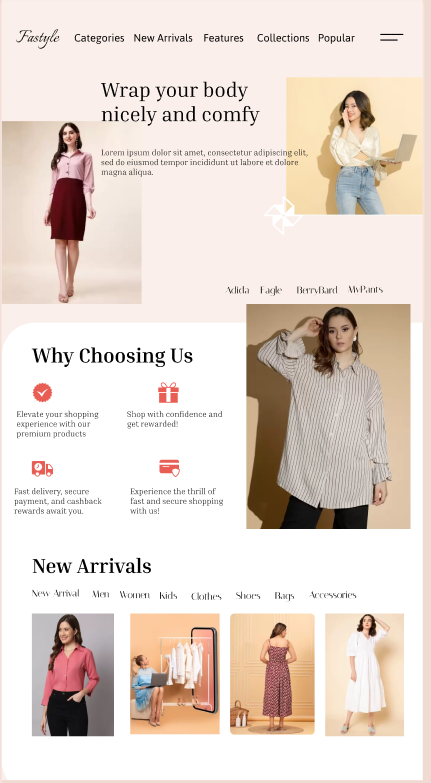 Fastyle Categories New Arrivals Features Collections Popular
Wrap your body
nicely and comfy
Lorem ipsum dolor sit amet, consectetur adipiscing elit,
sed do eiusmod tempor incididunt ut labore et dolore
magna aliqua.
Adida Eagle BerryBard MyPants
Why Choosing Us
Elevate your shopping
experience with our
premium products
Shop with confidence and
get rewarded!
Fast delivery, secure
payment, and cashback
rewards await you.
Experience the thrill of
fast and secure shopping
with us!
New Arrivals
New Arrival Men Women Kids Clothes Shoes Bags Accessories